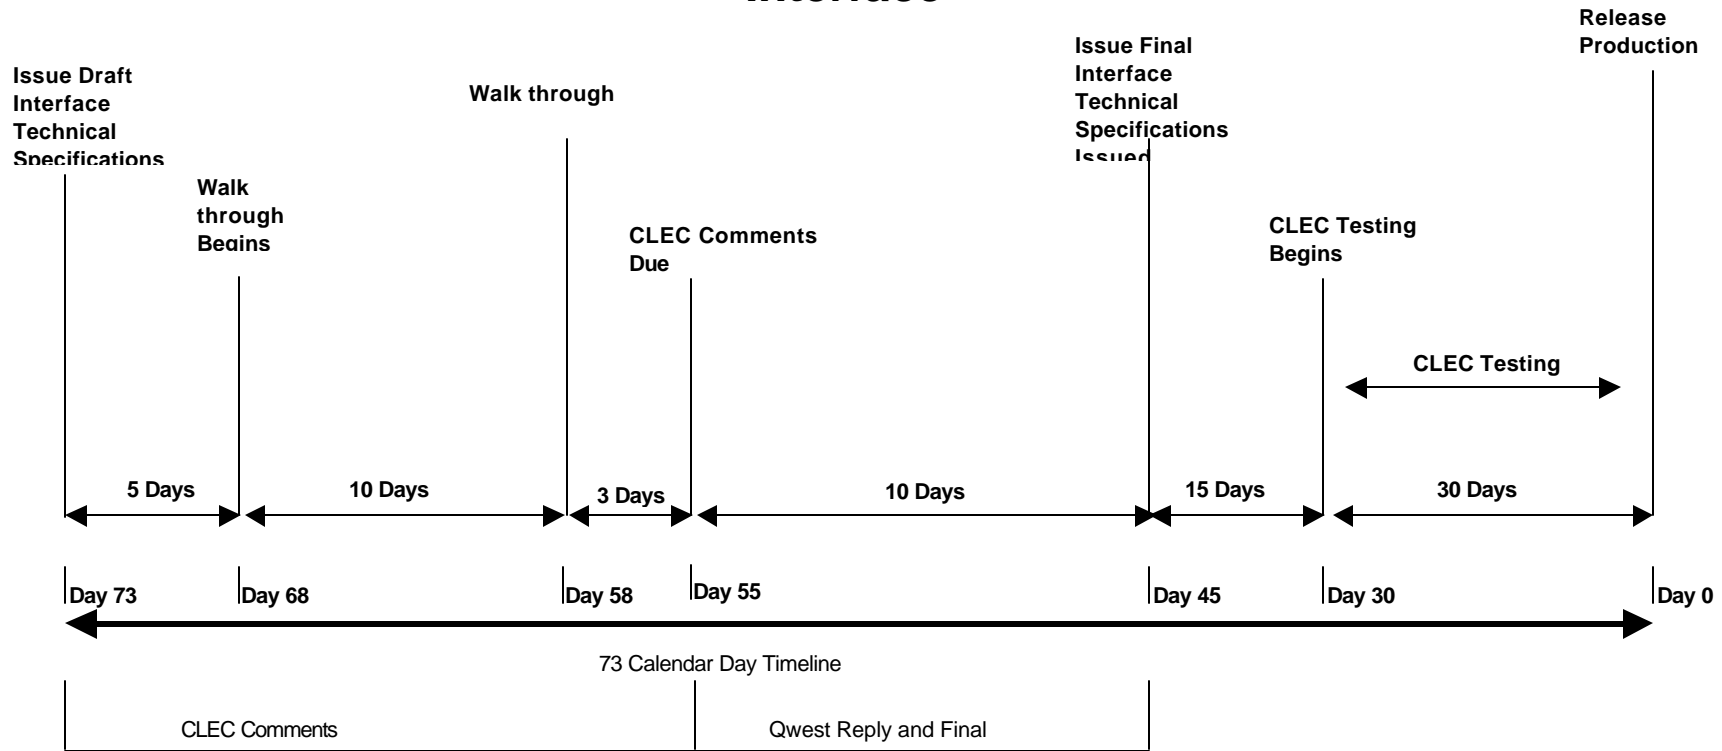 Release
Production
Issue Final
Interface
Technical
Specifications
Issued
Issue Draft
Interface
Technical
Specifications
Walk through
Walk
through
Begins
CLEC Comments
Due
CLEC Testing
Begins
CLEC Testing
5 Days
10 Days
3 Days
10 Days
15 Days
30 Days
Day 73
Day 68
Day 58
Day 55
Day 45
Day 30
Day 0
73 Calendar Day Timeline
CLEC Comments
Qwest Reply and Final